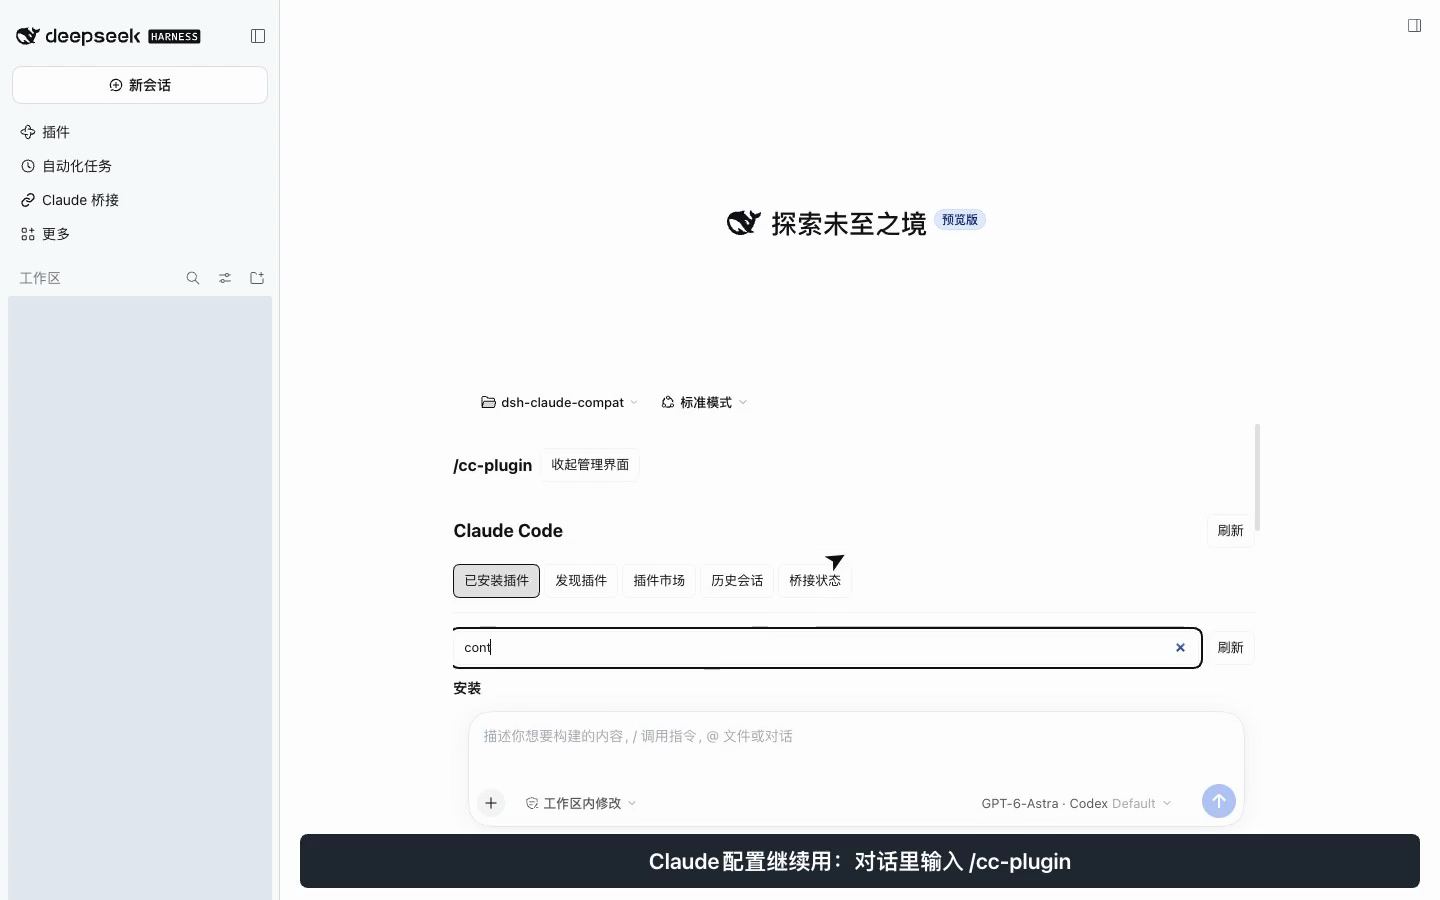 deepseek HARNESS
新会话
插件
自动化任务
Claude 桥接
更多
工作区
探索未至之境 预览版
dsh-claude-compat 标准模式
/cc-plugin 收起管理界面
Claude Code 刷新
已安装插件 发现插件 插件市场 历史会话 桥接状态
cont 刷新
安装
描述你想要构建的内容, / 调用指令, @ 文件或对话
工作区内修改 GPT-6-Astra · Codex Default
Claude配置继续用：对话里输入 /cc-plugin